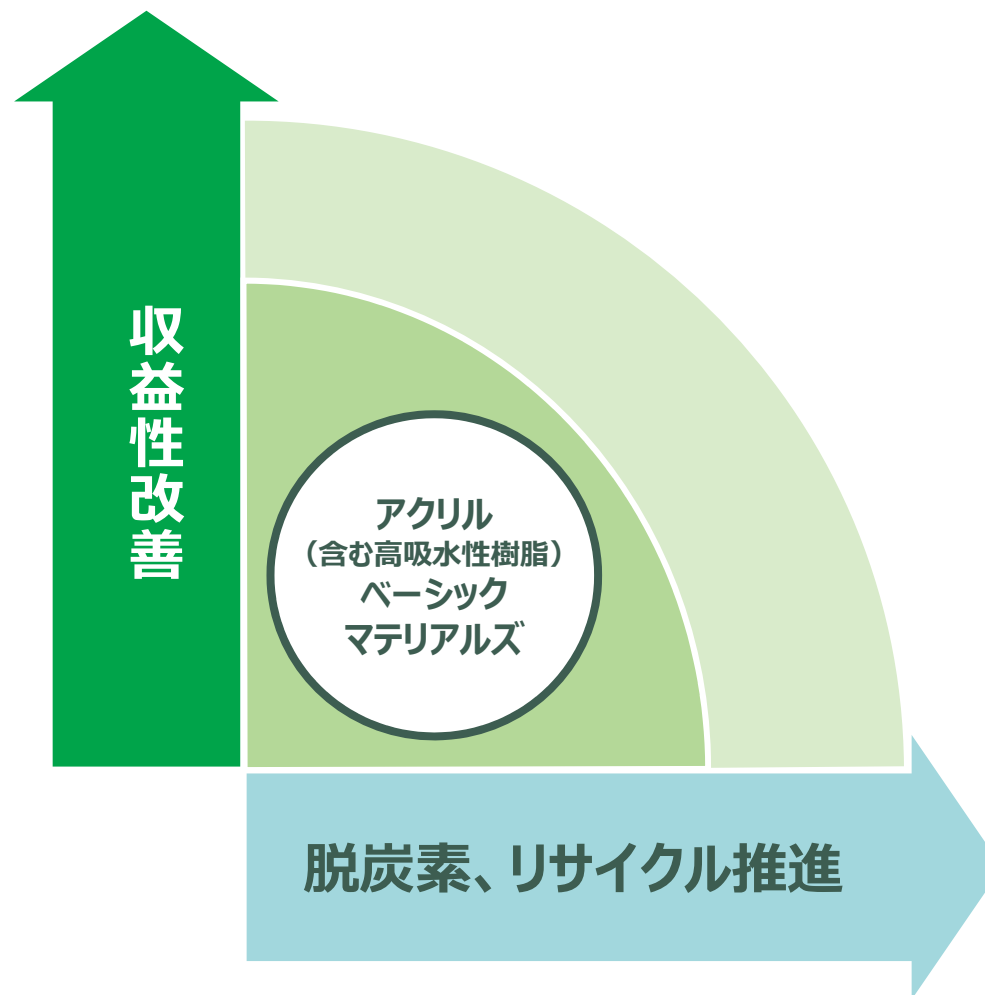 収益性改善
アクリル
（含む高吸水性樹脂）
ベーシック
マテリアルズ
脱炭素、リサイクル推進